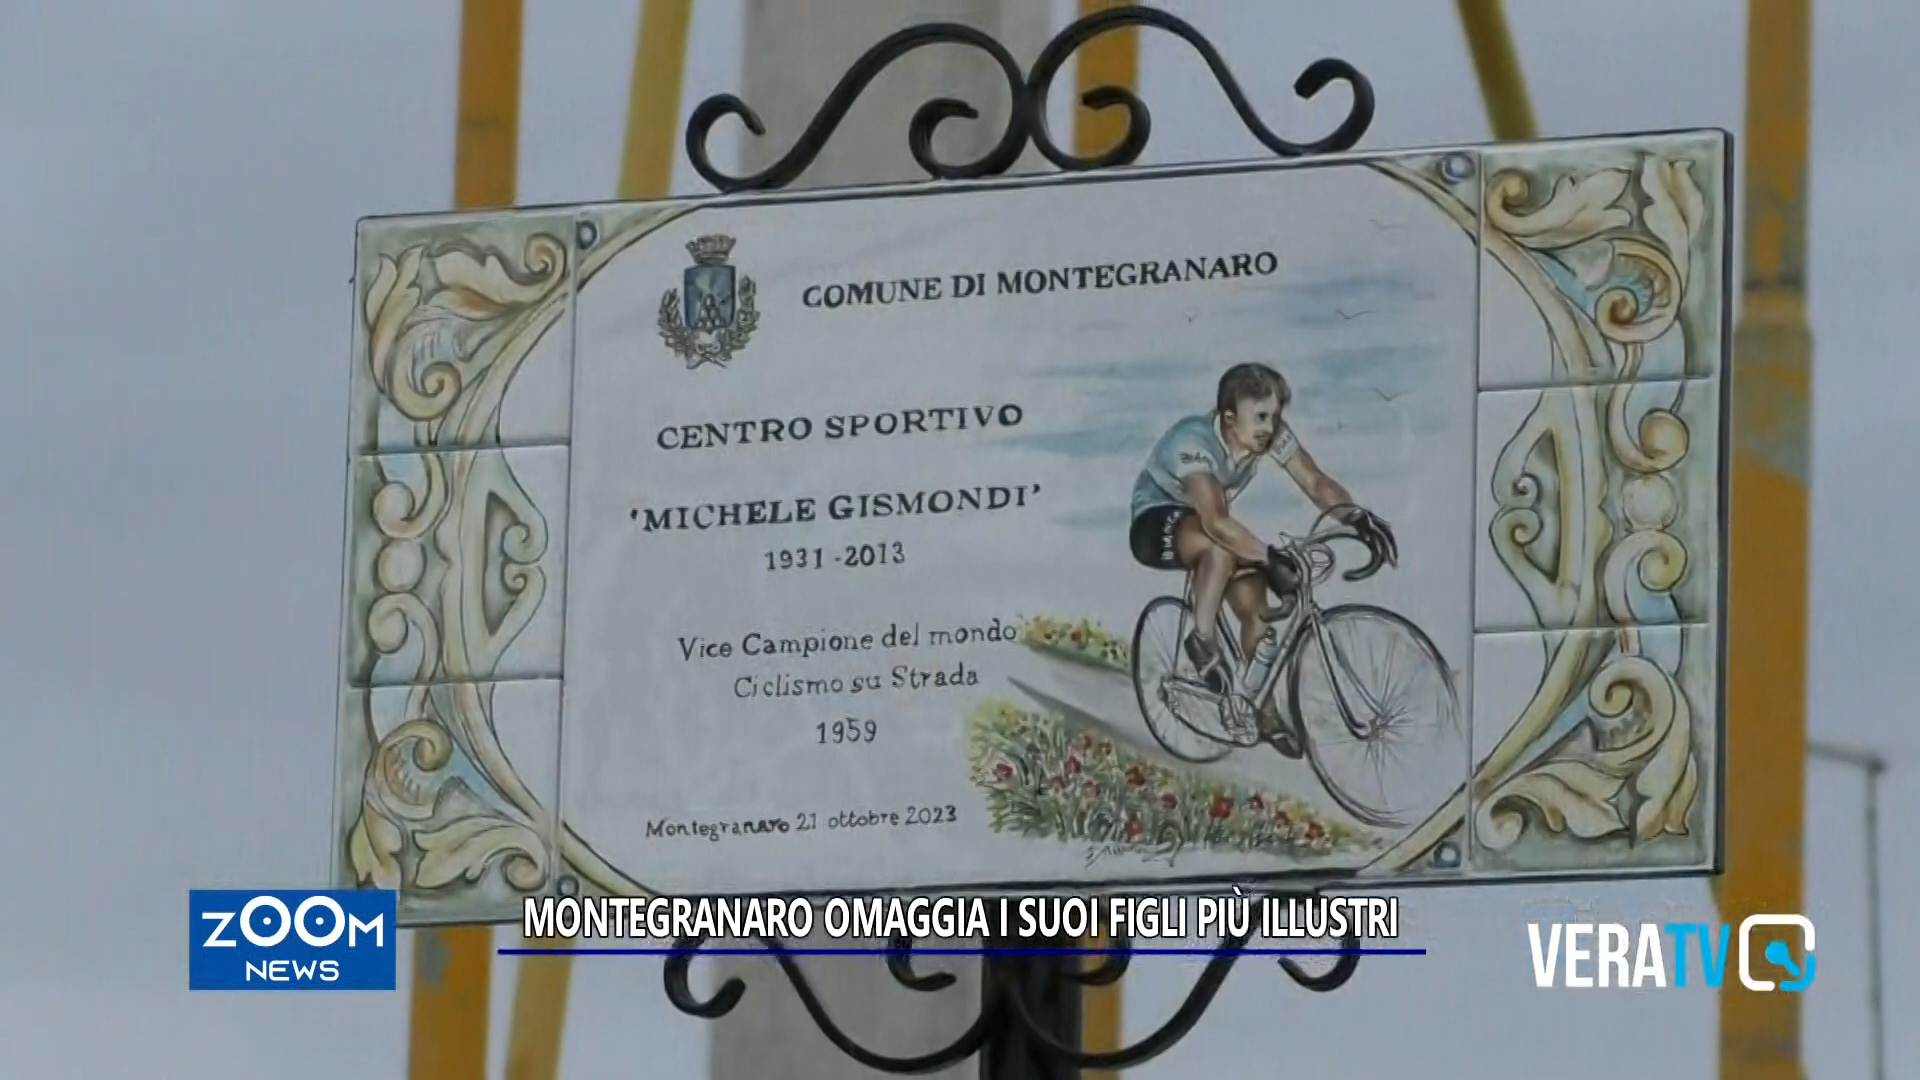 COMUNE DI MONTEGRANARO
CENTRO SPORTIVO
'MICHELE GISMONDI'
1931-2013
Vice Campione del mondo
Ciclismo su Strada
1959
Montegranaro 21 ottobre 2023
ZOOM
NEWS
MONTEGRANARO OMAGGIA I SUOI FIGLI PIÙ ILLUSTRI
VERATV